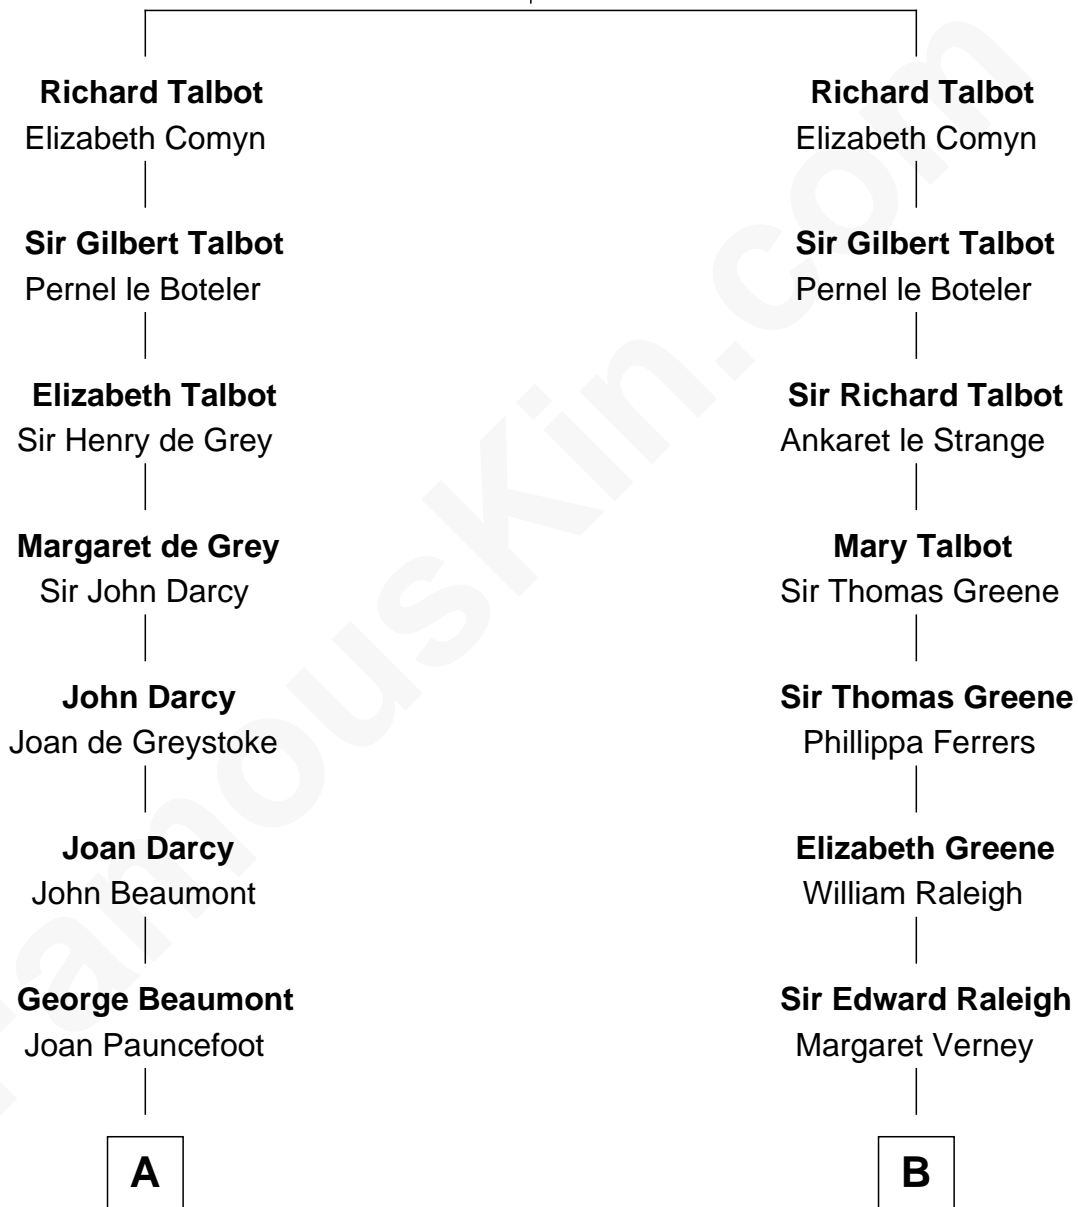 Richard Talbot
Elizabeth Comyn
Sir Gilbert Talbot
Pernel le Boteler
Elizabeth Talbot
Sir Henry de Grey
Margaret de Grey
Sir John Darcy
John Darcy
Joan de Greystoke
Joan Darcy
John Beaumont
George Beaumont
Joan Pauncefoot
A
Richard Talbot
Elizabeth Comyn
Sir Gilbert Talbot
Pernel le Boteler
Sir Richard Talbot
Ankaret le Strange
Mary Talbot
Sir Thomas Greene
Sir Thomas Greene
Phillippa Ferrers
Elizabeth Greene
William Raleigh
Sir Edward Raleigh
Margaret Verney
B
FamousKin.com